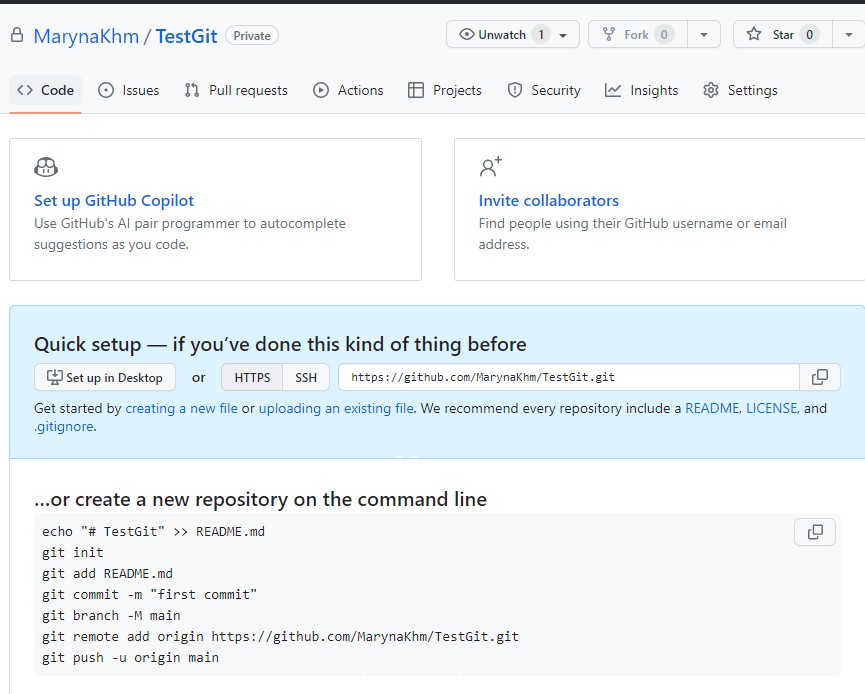 MarynaKhm / TestGit Private Unwatch 1 Fork 0 Star 0
Code Issues Pull requests Actions Projects Security Insights Settings
Set up GitHub Copilot
Use GitHub's AI pair programmer to autocomplete
suggestions as you code.
Invite collaborators
Find people using their GitHub username or email
address.
Quick setup — if you’ve done this kind of thing before
Set up in Desktop or HTTPS SSH https://github.com/MarynaKhm/TestGit.git
Get started by creating a new file or uploading an existing file. We recommend every repository include a README, LICENSE, and
.gitignore.
…or create a new repository on the command line
echo "# TestGit" >> README.md
git init
git add README.md
git commit -m "first commit"
git branch -M main
git remote add origin https://github.com/MarynaKhm/TestGit.git
git push -u origin main